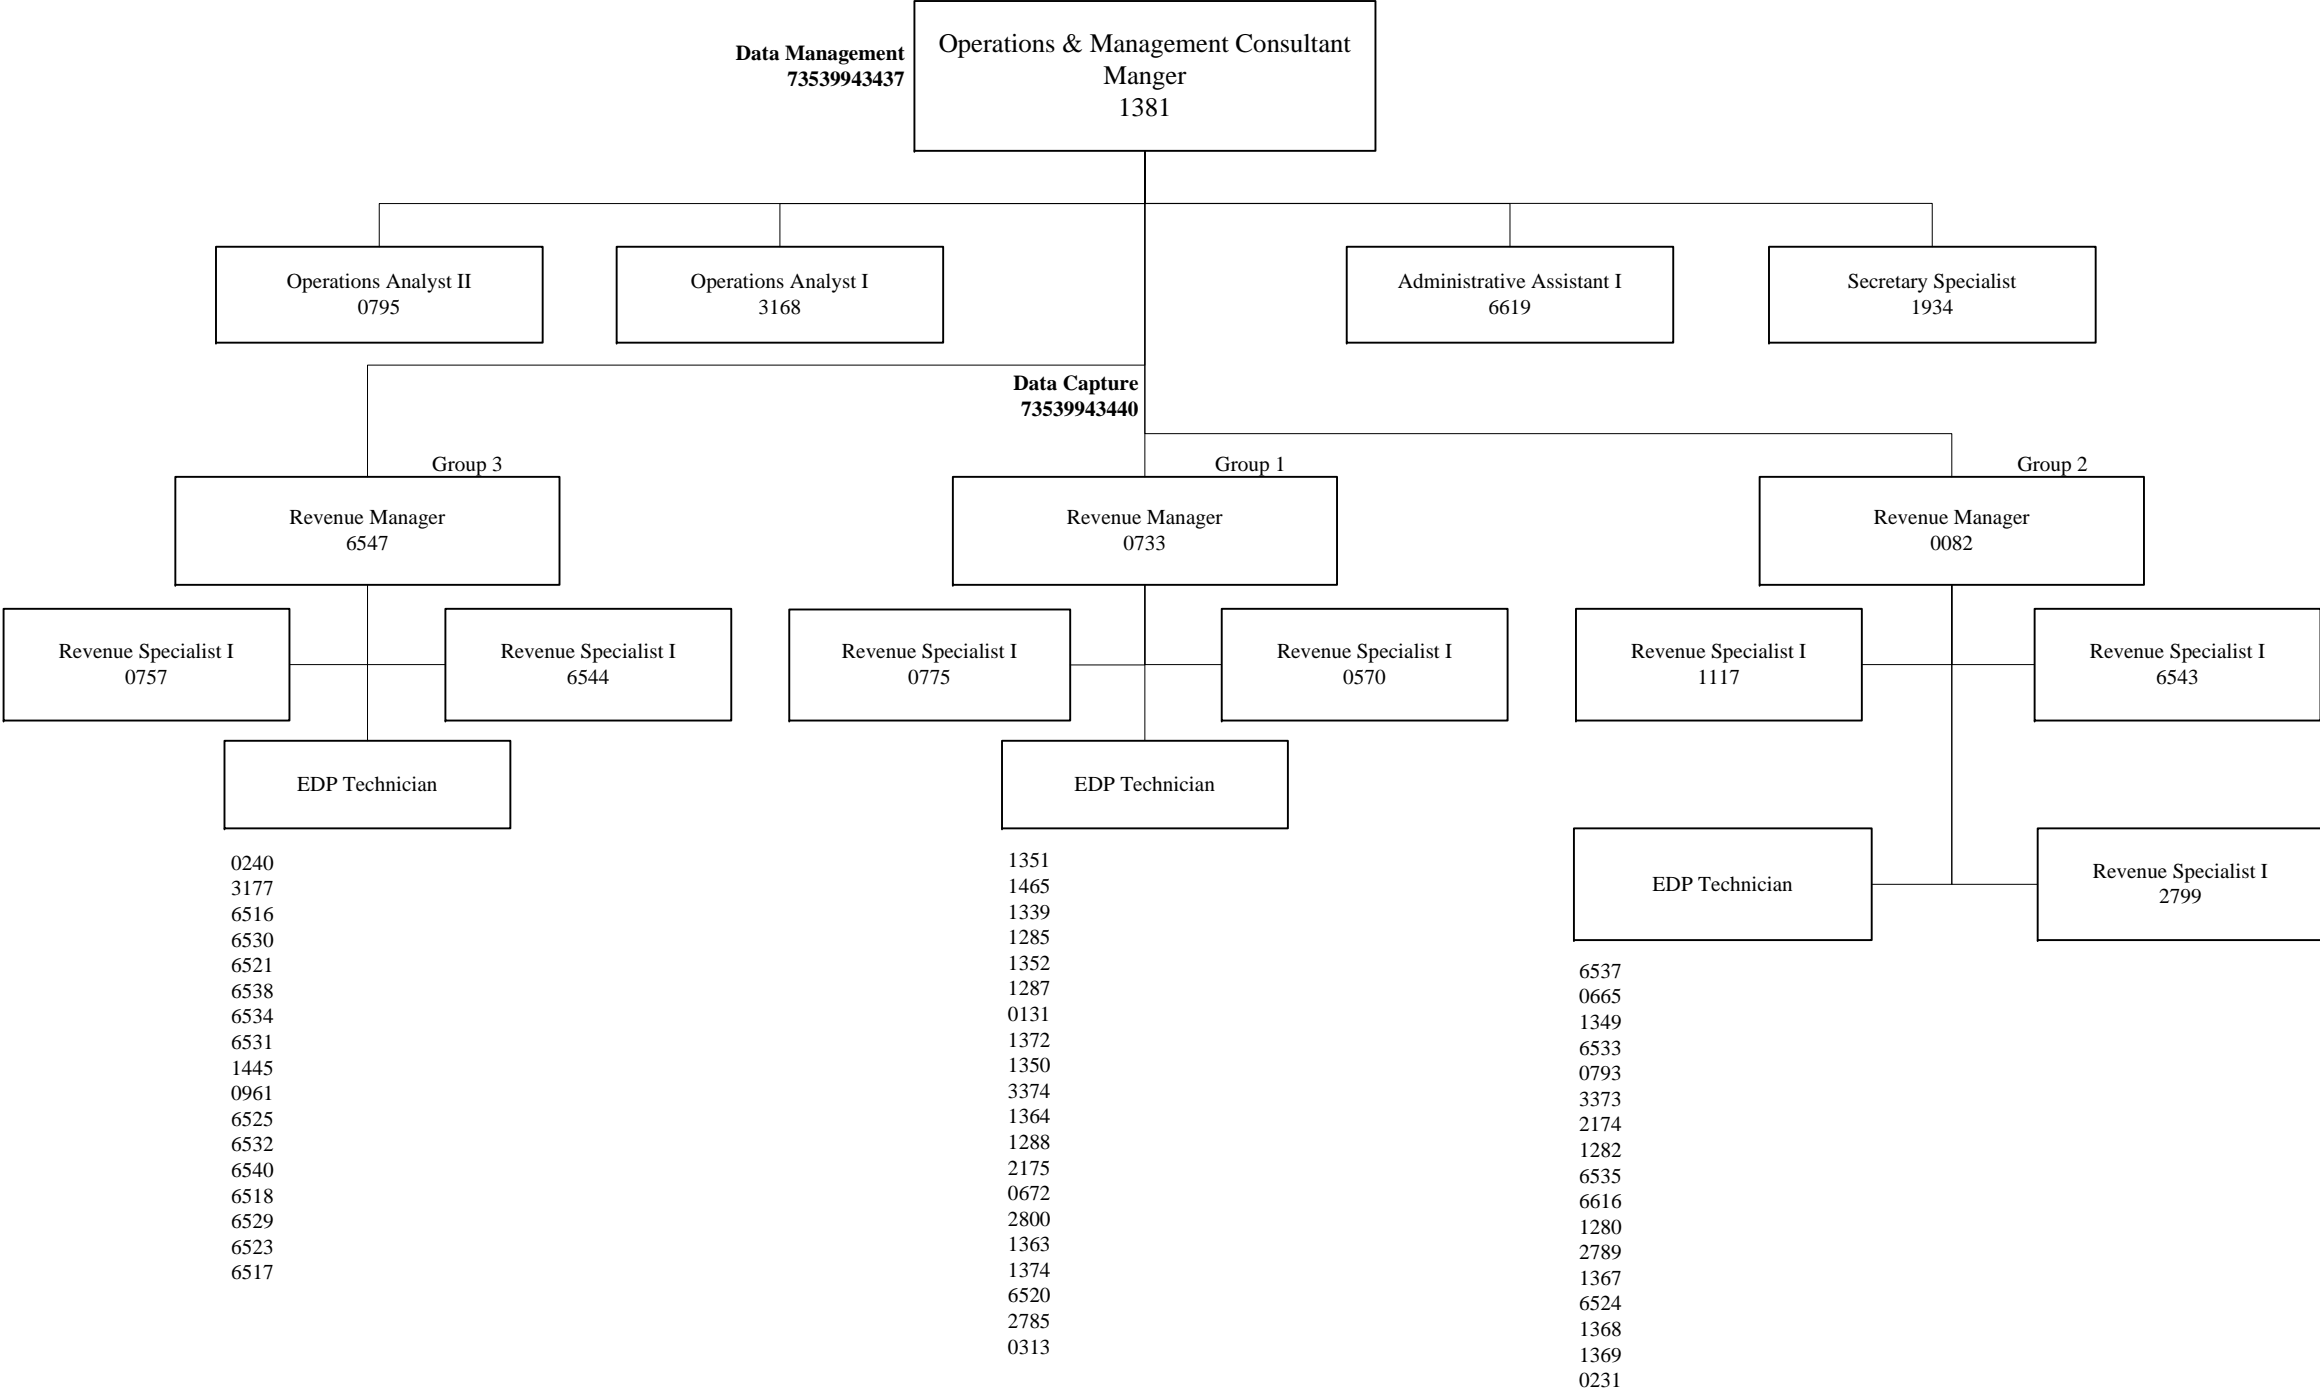 Data Management
73539943437
Operations & Management Consultant
Manger
1381
Operations Analyst II
0795
Operations Analyst I
3168
Administrative Assistant I
6619
Secretary Specialist
1934
Data Capture
73539943440
Group 3
Revenue Manager
6547
Group 1
Revenue Manager
0733
Group 2
Revenue Manager
0082
Revenue Specialist I
0757
Revenue Specialist I
6544
Revenue Specialist I
0775
Revenue Specialist I
0570
Revenue Specialist I
1117
Revenue Specialist I
6543
EDP Technician
0240
3177
6516
6530
6521
6538
6534
6531
1445
0961
6525
6532
6540
6518
6529
6523
6517
EDP Technician
1351
1465
1339
1285
1352
1287
0131
1372
1350
3374
1364
1288
2175
0672
2800
1363
1374
6520
2785
0313
EDP Technician
Revenue Specialist I
2799
6537
0665
1349
6533
0793
3373
2174
1282
6535
6616
1280
2789
1367
6524
1368
1369
0231